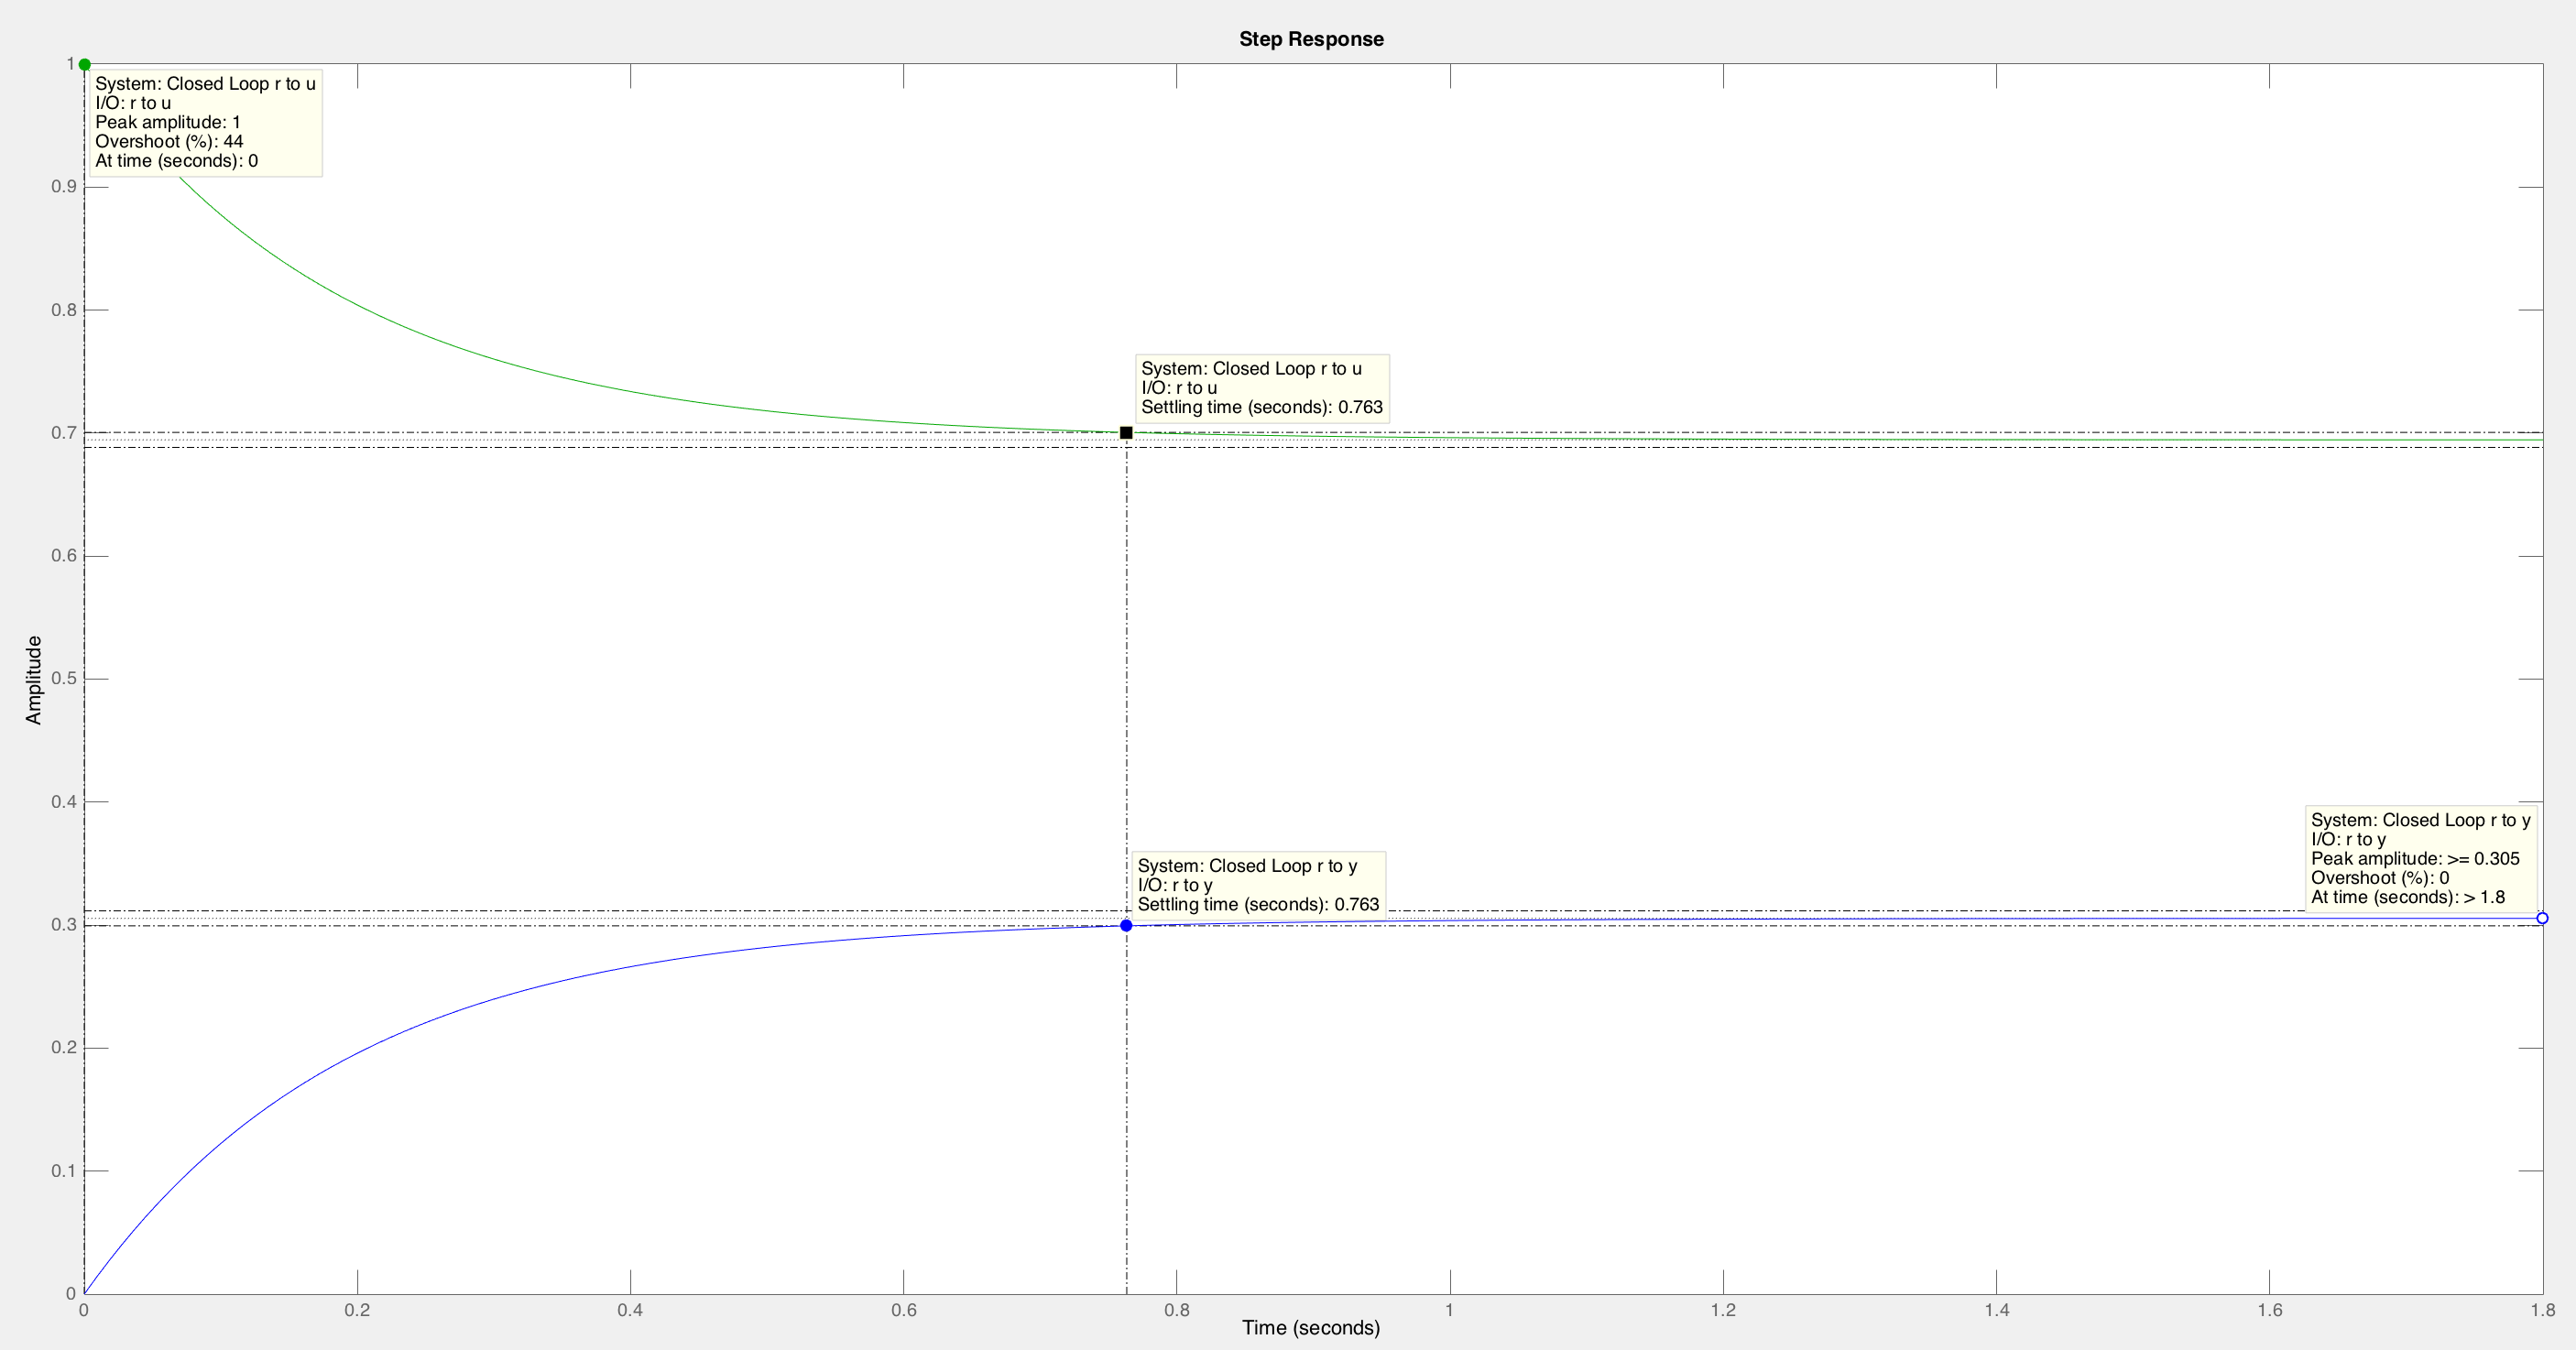 Step Response
1
System: Closed Loop r to u
I/O: r to u
Peak amplitude: 1
Overshoot (%): 44
At time (seconds): 0
0.9
0.8
System: Closed Loop r to u
I/O: r to u
Settling time (seconds): 0.763
0.7
0.6
Amplitude
0.5
0.4
System: Closed Loop r to y
I/O: r to y
Peak amplitude: >= 0.305
Overshoot (%): 0
At time (seconds): > 1.8
System: Closed Loop r to y
I/O: r to y
Settling time (seconds): 0.763
0.3
0.2
0.1
0
0 0.2 0.4 0.6 0.8 1 1.2 1.4 1.6 1.8
Time (seconds)